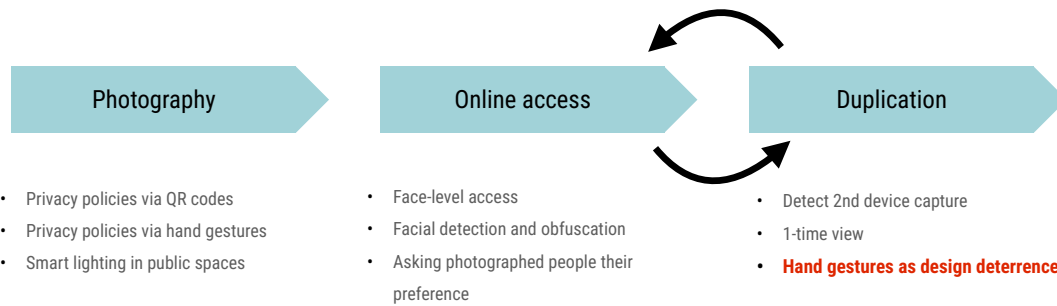 Photography
Online access
Duplication
• Privacy policies via QR codes
• Privacy policies via hand gestures
• Smart lighting in public spaces
• Face-level access
• Facial detection and obfuscation
• Asking photographed people their
preference
• Detect 2nd device capture
• 1-time view
• Hand gestures as design deterrence